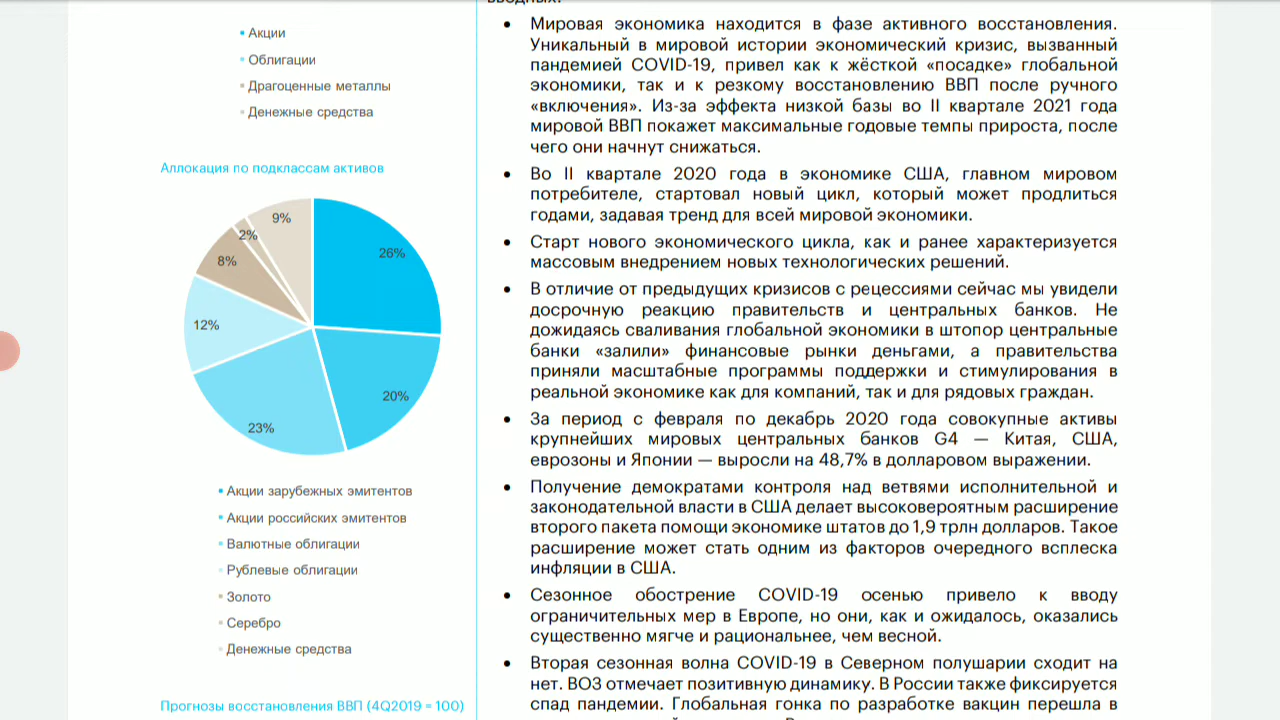 Акции
Облигации
Драгоценные металлы
Денежные средства
Аллокация по подклассам активов
9%
2%
26%
8%
12%
20%
23%
Акции зарубежных эмитентов
Акции российских эмитентов
Валютные облигации
Рублевые облигации
Золото
Серебро
Денежные средства
Прогнозы восстановления ВВП (4Q2019 = 100)
• Мировая экономика находится в фазе активного восстановления.
Уникальный в мировой истории экономический кризис, вызванный
пандемией COVID-19, привел как к жёсткой «посадке» глобальной
экономики, так и к резкому восстановлению ВВП после ручного
«включения». Из-за эффекта низкой базы во II квартале 2021 года
мировой ВВП покажет максимальные годовые темпы прироста, после
чего они начнут снижаться.
• Во II квартале 2020 года в экономике США, главном мировом
потребителе, стартовал новый цикл, который может продлиться
годами, задавая тренд для всей мировой экономики.
• Старт нового экономического цикла, как и ранее характеризуется
массовым внедрением новых технологических решений.
• В отличие от предыдущих кризисов с рецессиями сейчас мы увидели
досрочную реакцию правительств и центральных банков. Не
дожидаясь сваливания глобальной экономики в штопор центральные
банки «залили» финансовые рынки деньгами, а правительства
приняли масштабные программы поддержки и стимулирования в
реальной экономике как для компаний, так и для рядовых граждан.
• За период с февраля по декабрь 2020 года совокупные активы
крупнейших мировых центральных банков G4 — Китая, США,
еврозоны и Японии — выросли на 48,7% в долларовом выражении.
• Получение демократами контроля над ветвями исполнительной и
законодательной власти в США делает высоковероятным расширение
второго пакета помощи экономике штатов до 1,9 трлн долларов. Такое
расширение может стать одним из факторов очередного всплеска
инфляции в США.
• Сезонное обострение COVID-19 осенью привело к вводу
ограничительных мер в Европе, но они, как и ожидалось, оказались
существенно мягче и рациональнее, чем весной.
• Вторая сезонная волна COVID-19 в Северном полушарии сходит на
нет. ВОЗ отмечает позитивную динамику. В России также фиксируется
спад пандемии. Глобальная гонка по разработке вакцин перешла в